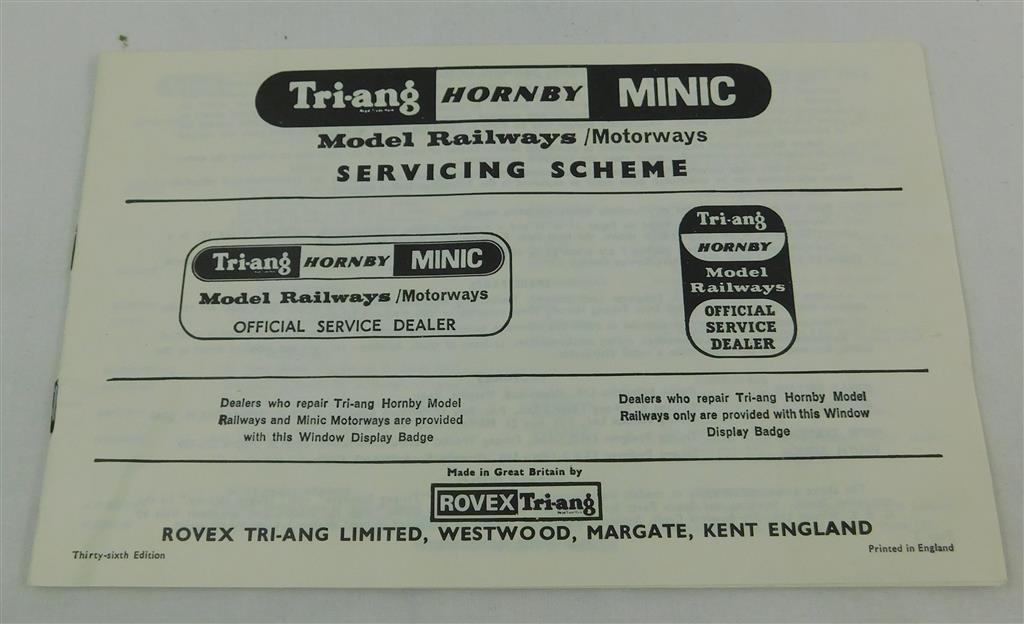 Tri-ang HORNBY MINIC
Model Railways /Motorways
SERVICING SCHEME
Tri-ang HORNBY MINIC
Model Railways /Motorways
OFFICIAL SERVICE DEALER
Tri-ang
HORNBY
Model
Railways
OFFICIAL
SERVICE
DEALER
Dealers who repair Tri-ang Hornby Model
Railways and Minic Motorways are provided
with this Window Display Badge
Dealers who repair Tri-ang Hornby Model
Railways only are provided with this Window
Display Badge
Made in Great Britain by
ROVEX Tri-ang
ROVEX TRI-ANG LIMITED, WESTWOOD, MARGATE, KENT ENGLAND
Thirty-sixth Edition
Printed in England